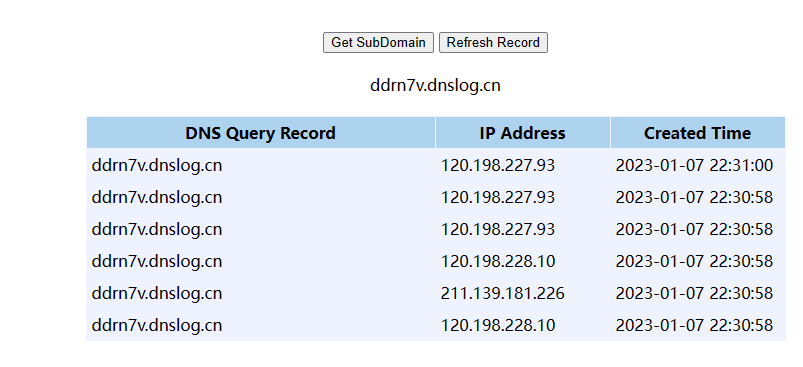 Get SubDomain Refresh Record
ddrn7v.dnslog.cn
DNS Query Record IP Address Created Time
ddrn7v.dnslog.cn 120.198.227.93 2023-01-07 22:31:00
ddrn7v.dnslog.cn 120.198.227.93 2023-01-07 22:30:58
ddrn7v.dnslog.cn 120.198.227.93 2023-01-07 22:30:58
ddrn7v.dnslog.cn 120.198.228.10 2023-01-07 22:30:58
ddrn7v.dnslog.cn 211.139.181.226 2023-01-07 22:30:58
ddrn7v.dnslog.cn 120.198.228.10 2023-01-07 22:30:58